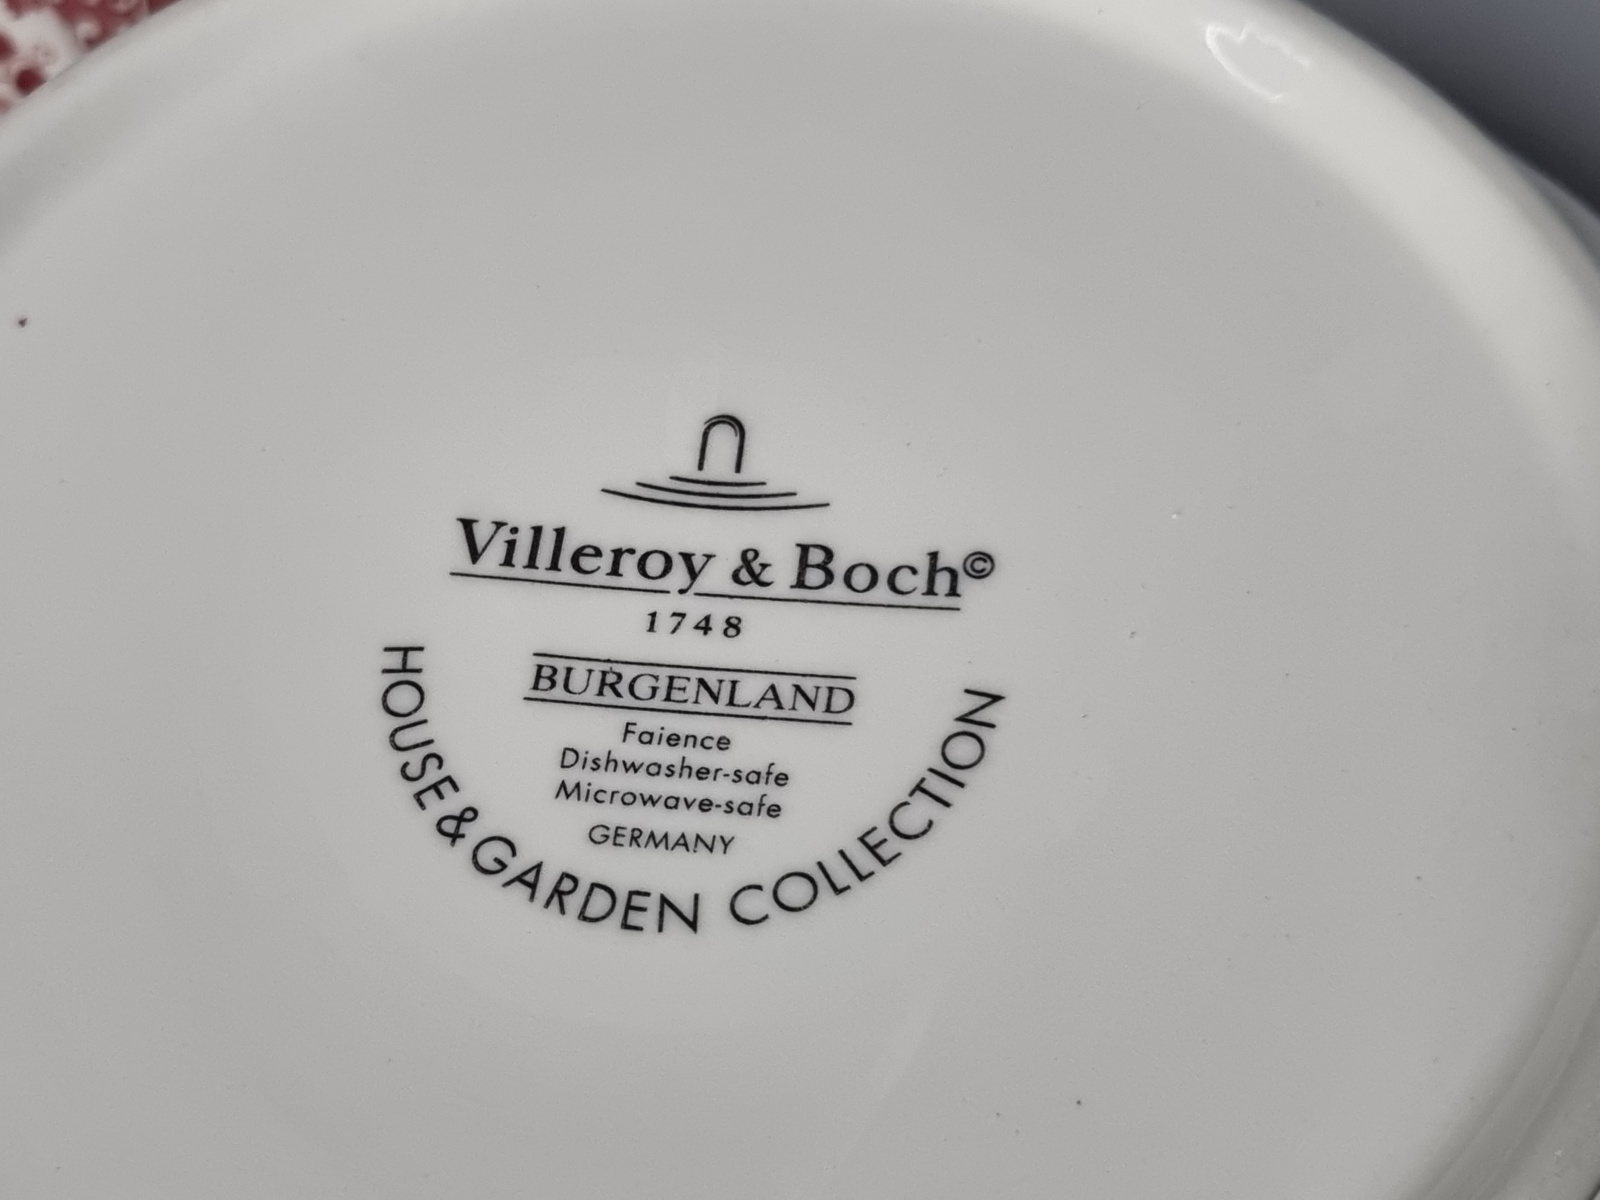 Villeroy & Boch©
1748
BURGENLAND
Faience
Dishwasher-safe
Microwave-safe
GERMANY
HOUSE & GARDEN COLLECTION